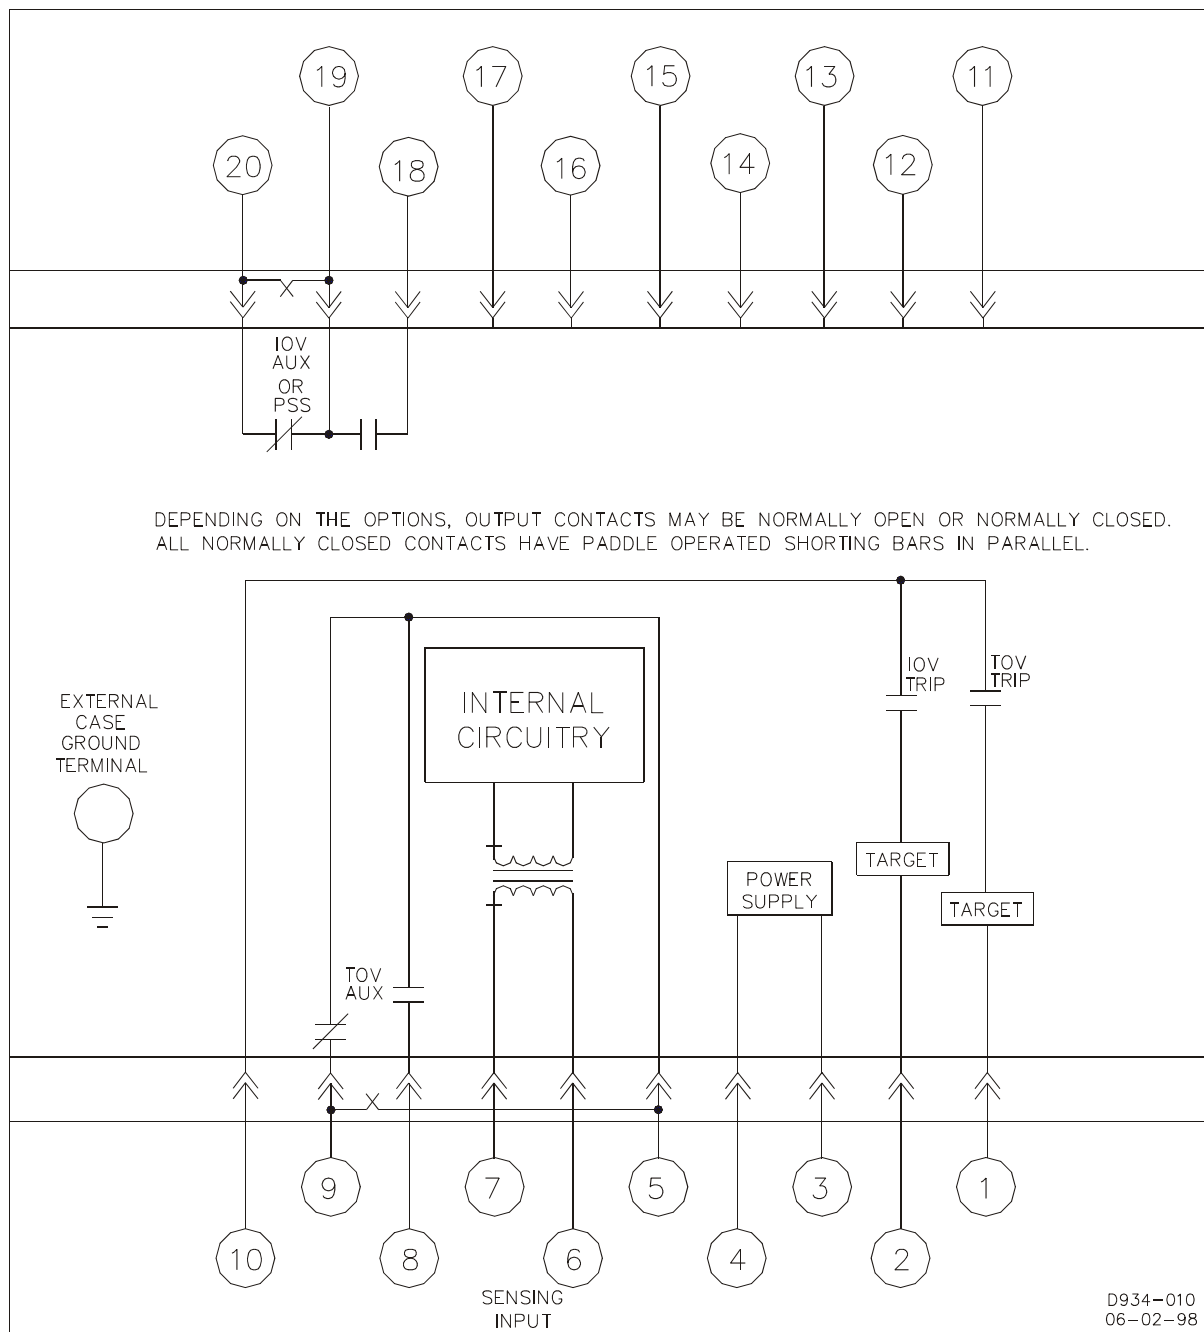 19
17
15
13
11
20
18
16
14
12
IOV
AUX
OR
PSS
DEPENDING ON THE OPTIONS, OUTPUT CONTACTS MAY BE NORMALLY OPEN OR NORMALLY CLOSED.
ALL NORMALLY CLOSED CONTACTS HAVE PADDLE OPERATED SHORTING BARS IN PARALLEL.
IOV
TRIP
TOV
TRIP
EXTERNAL
CASE
GROUND
TERMINAL
INTERNAL
CIRCUITRY
TARGET
POWER
SUPPLY
TARGET
TOV
AUX
9
7
5
3
1
10
8
6
4
2
SENSING
INPUT
D934-010
06-02-98